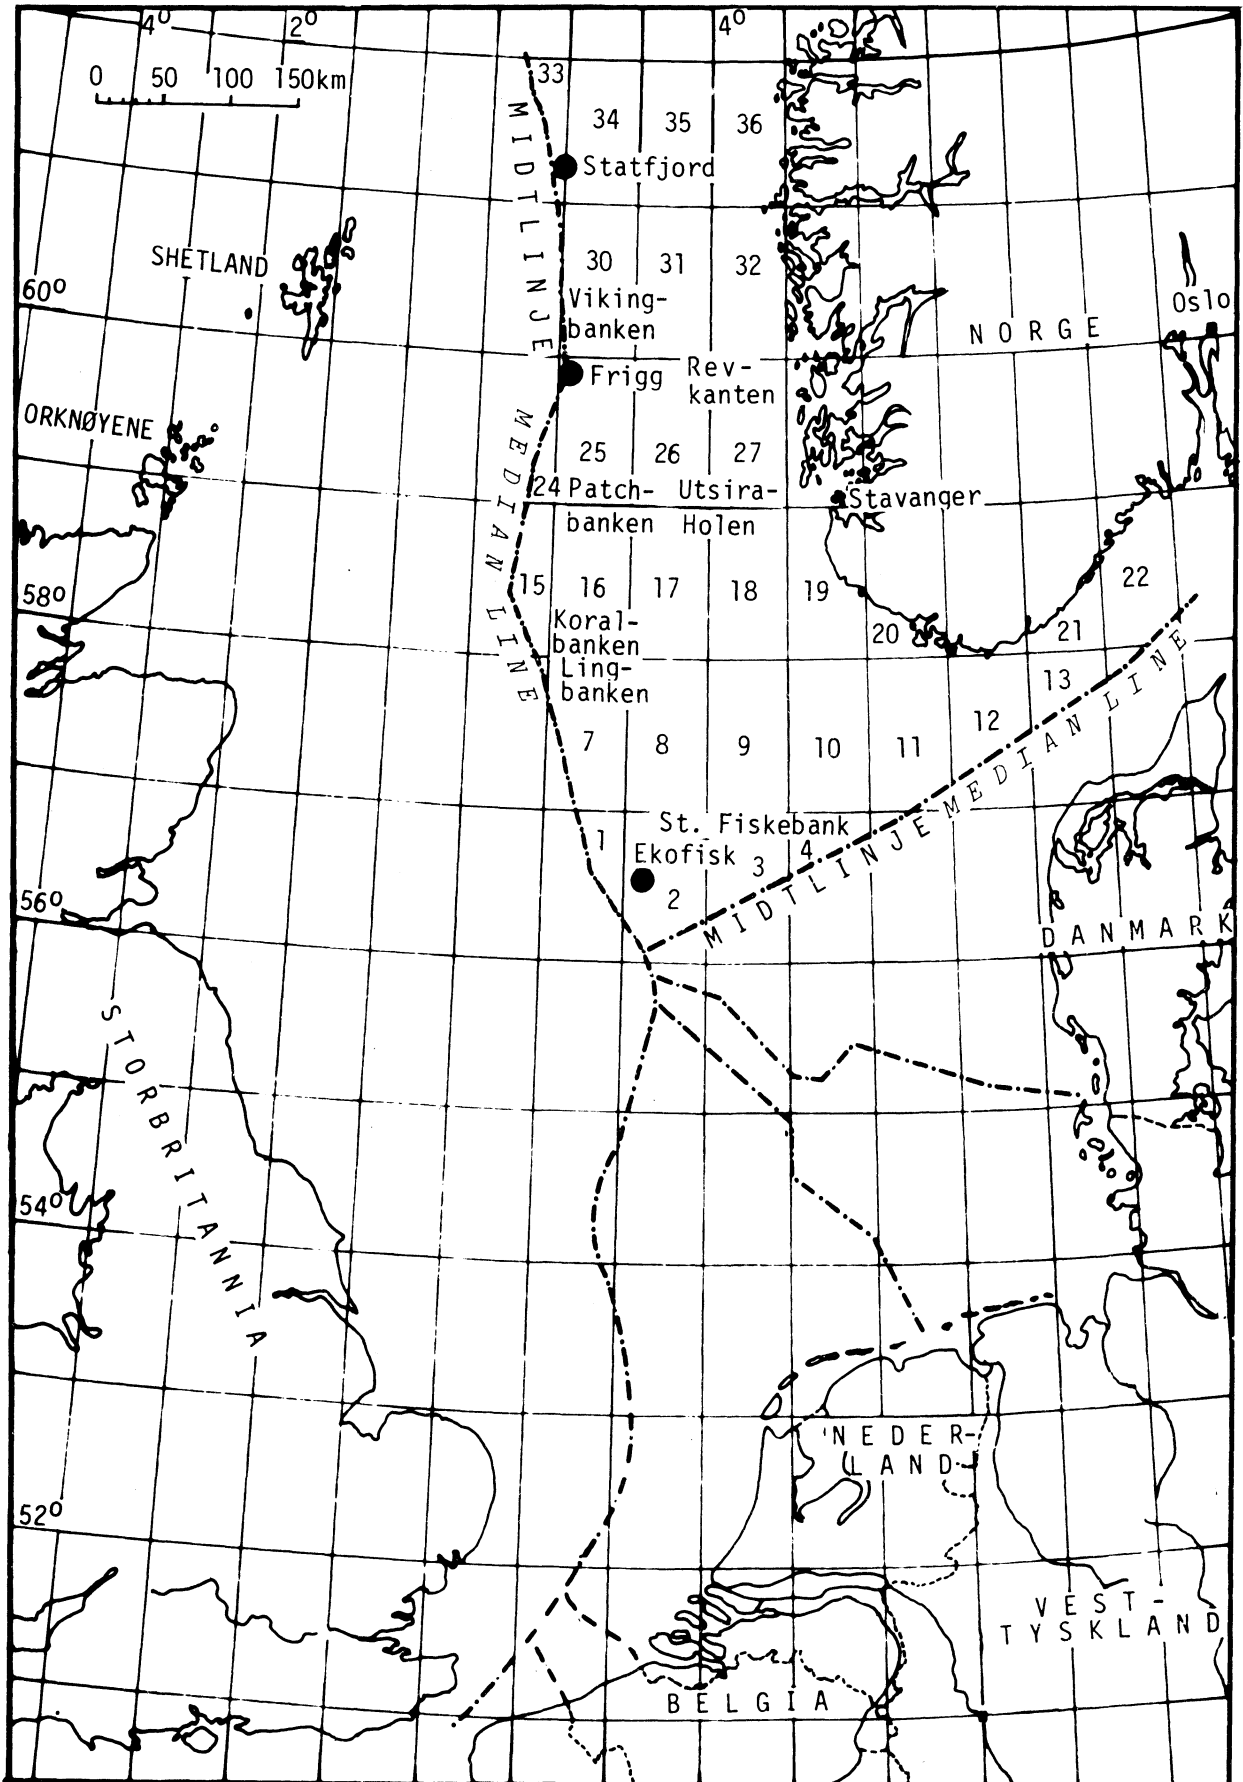 4° 2° 4°
0 50 100 150km
33
34 35 36
Statfjord
MIDTLINJE
SHETLAND
30 31 32
60°
Viking-
banken
Oslo
NORGE
Frigg
Rev-
kanten
ORKNØYENE
MEDIAN LINE
25 26 27
24 Patch-
banken
Utsira-
Holen
Stavanger
58°
15 16 17 18 19
20 21 22
Koral-
banken
Ling-
banken
13
12
7 8 9 10 11
MIDTLINJE MEDIAN LINE
St. Fiskebank
1
Ekofisk
3 4
2
56°
DANMARK
STORBRITANNIA
54°
NEDER-
LAND
52°
VEST-
TYSKLAND
BELGIA